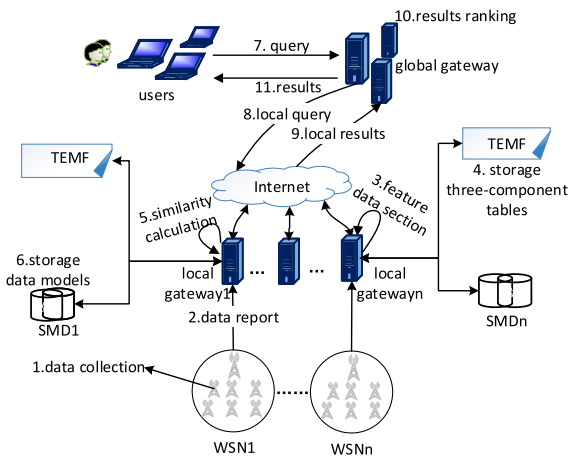 10.results ranking
7. query
global gateway
11.results
users
8.local query
9.local results
TEMF
TEMF
4. storage
three-component
tables
Internet
3.feature
data section
5.similarity
calculation
6.storage
data models
SMD1
local
gateway1
...
...
local
gatewayn
SMDn
2.data report
1.data collection
......
WSN1
WSNn